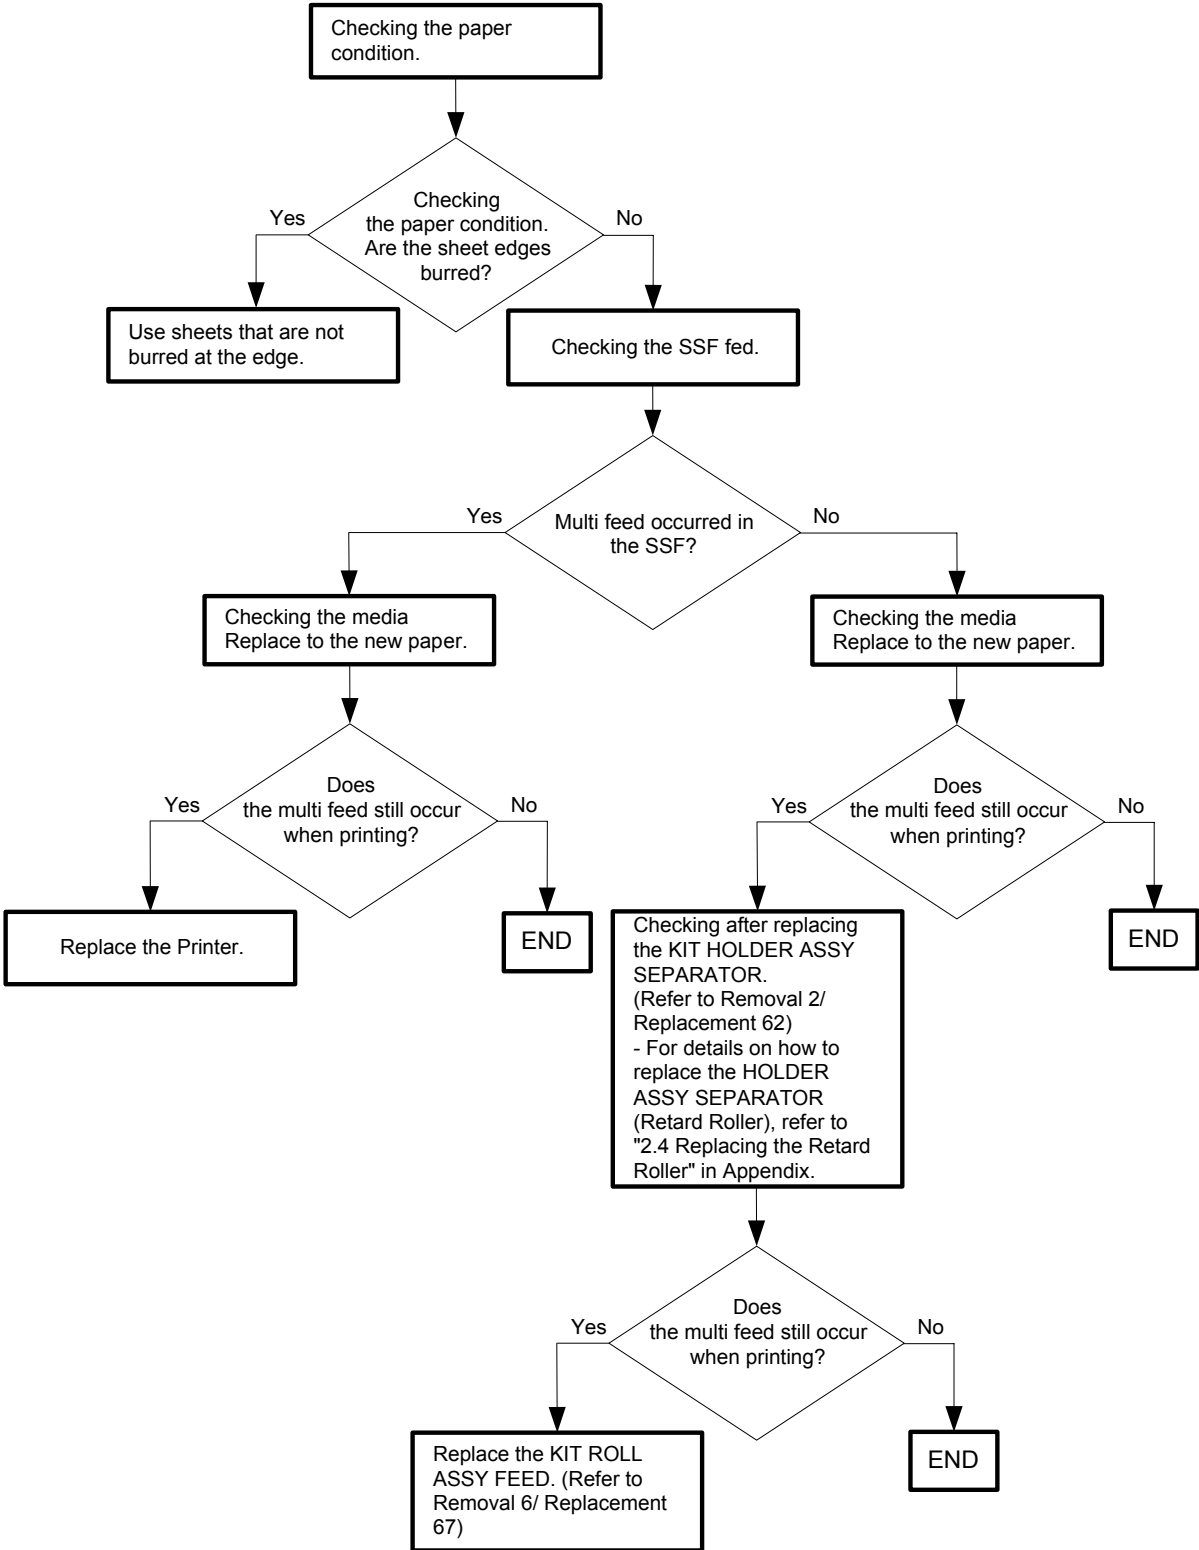 Checking the paper
condition.
Checking
the paper condition.
Are the sheet edges
burred?
Yes
No
Use sheets that are not
burred at the edge.
Checking the SSF fed.
Multi feed occurred in
the SSF?
Yes
No
Checking the media
Replace to the new paper.
Checking the media
Replace to the new paper.
Does
the multi feed still occur
when printing?
Yes
No
Does
the multi feed still occur
when printing?
Yes
No
Replace the Printer.
END
Checking after replacing
the KIT HOLDER ASSY
SEPARATOR.
(Refer to Removal 2/
Replacement 62)
- For details on how to
replace the HOLDER
ASSY SEPARATOR
(Retard Roller), refer to
"2.4 Replacing the Retard
Roller" in Appendix.
END
Does
the multi feed still occur
when printing?
Yes
No
Replace the KIT ROLL
ASSY FEED. (Refer to
Removal 6/ Replacement
67)
END